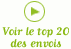 Voir le top 20
des envois